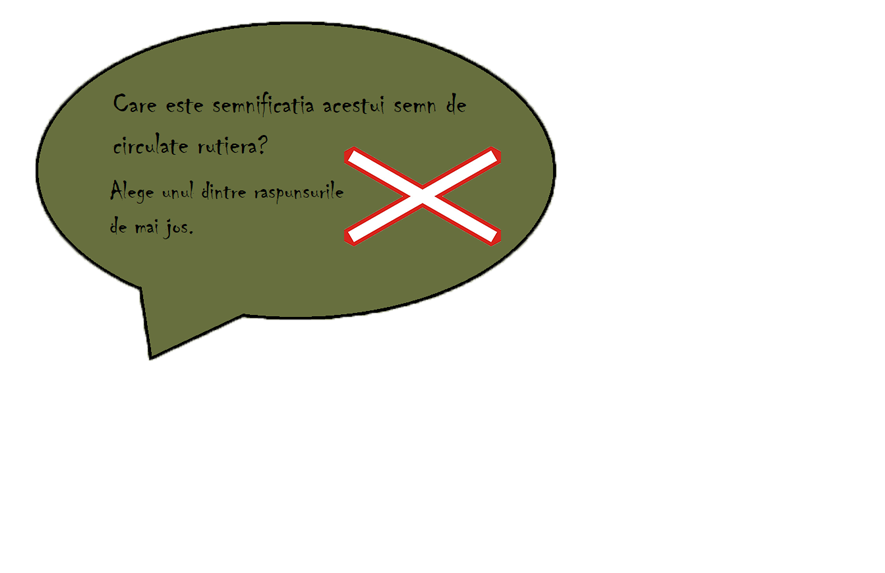 Care este semnificatia acestui semn de
circulate rutiera?
Alege unul dintre raspunsurile
de mai jos.